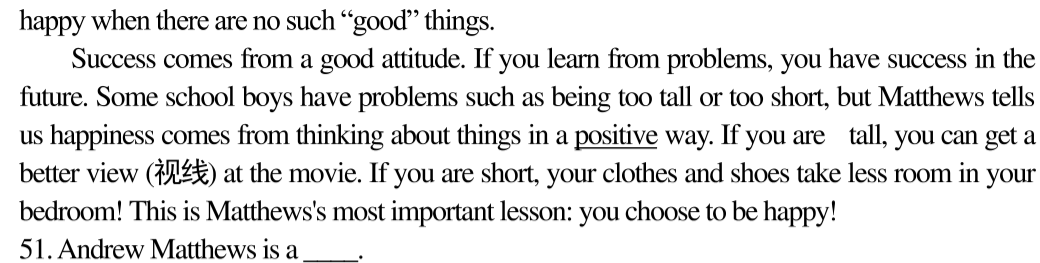 happy when there are no such “good” things.
Success comes from a good attitude. If you learn from problems, you have success in the
future. Some school boys have problems such as being too tall or too short, but Matthews tells
us happiness comes from thinking about things in a positive way. If you are tall, you can get a
better view (视线) at the movie. If you are short, your clothes and shoes take less room in your
bedroom! This is Matthews's most important lesson: you choose to be happy!
51. Andrew Matthews is a ____.